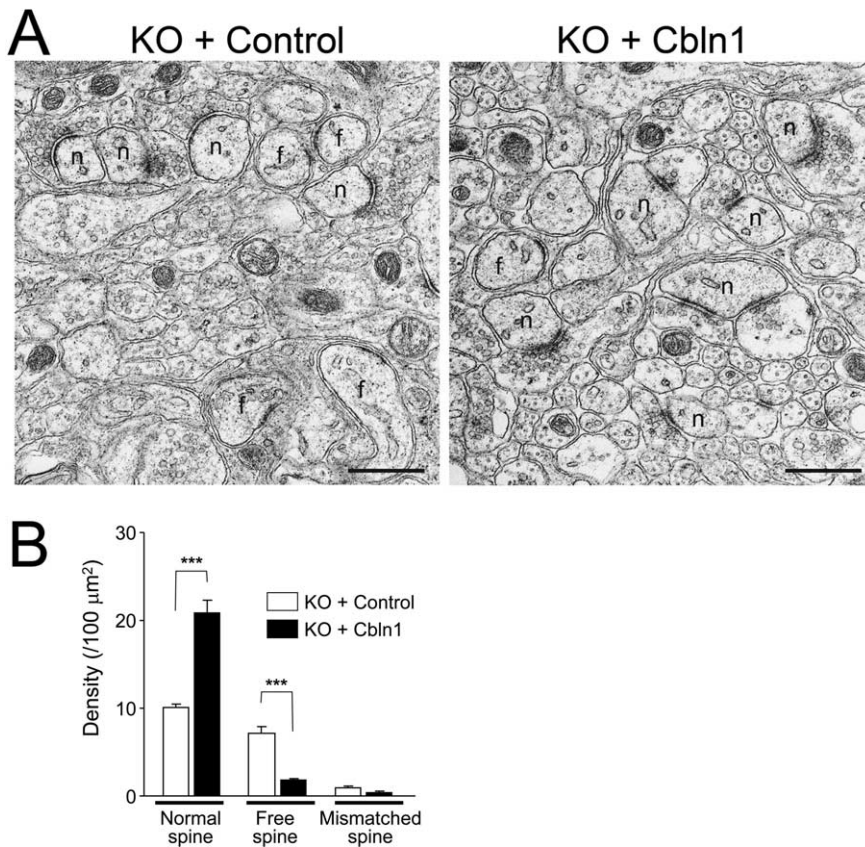 A
KO + Control
KO + Cbln1
n
n
n
f
f
n
f
f
n
n
n
f
n
n
n
B
30
20
10
0
Density (/100 μm²)
***
***
KO + Control
KO + Cbln1
Normal spine
Free spine
Mismatched spine